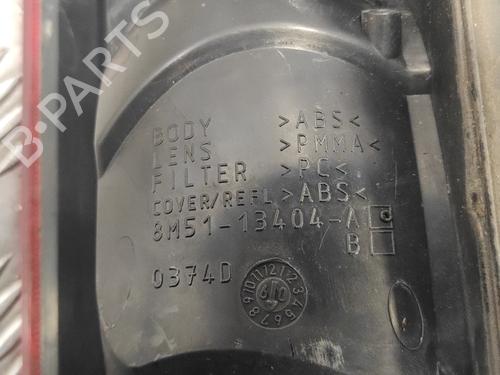 BODY >ABS<
LENS >PMMA<
FILTER >PC<
COVER/REFL >ABS<
8M51-13404-A
B
0374D
B-PARTS